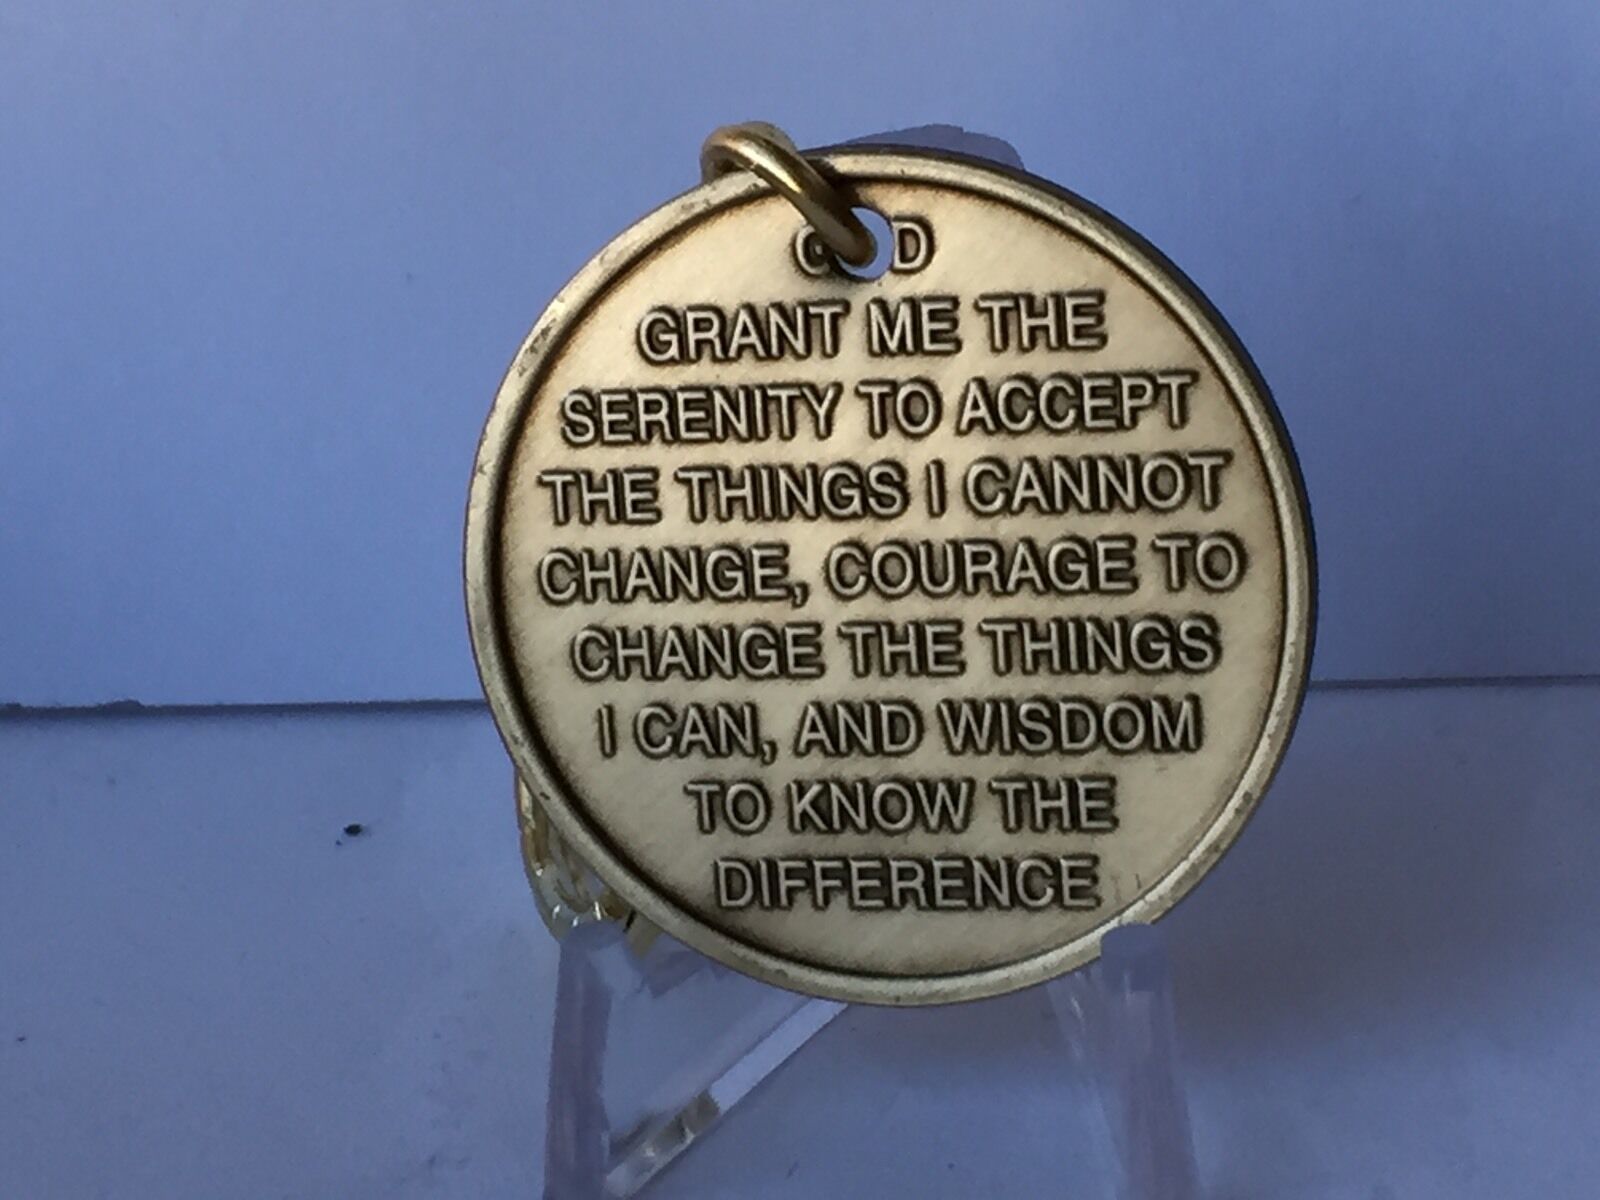 GOD
GRANT ME THE
SERENITY TO ACCEPT
THE THINGS I CANNOT
CHANGE, COURAGE TO
CHANGE THE THINGS
I CAN, AND WISDOM
TO KNOW THE
DIFFERENCE